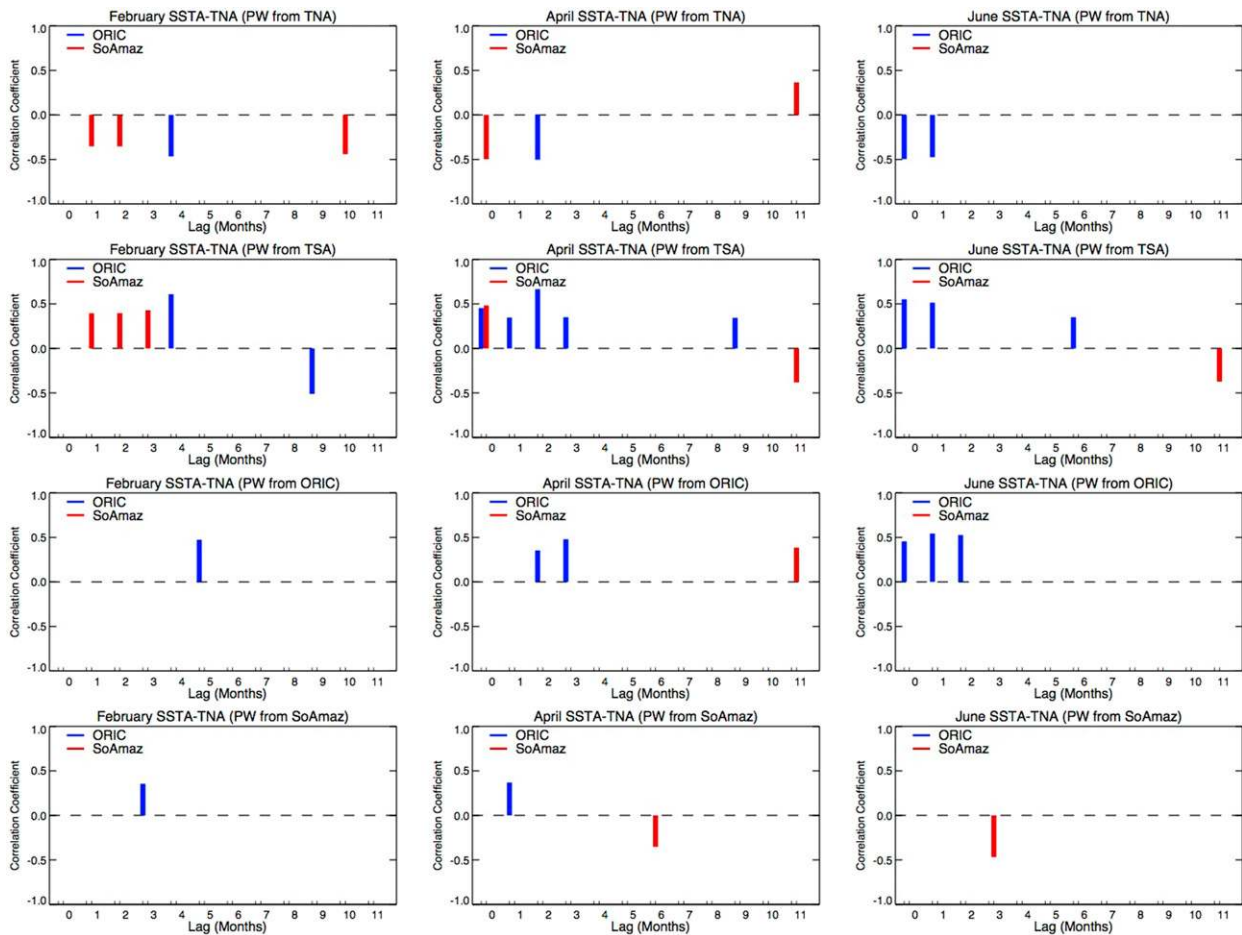 February SSTA-TNA (PW from TNA)
1.0
0.5
0.0
-0.5
-1.0
Correlation Coefficient
ORIC
SoAmaz
0 1 2 3 4 5 6 7 8 9 10 11
Lag (Months)
April SSTA-TNA (PW from TNA)
1.0
0.5
0.0
-0.5
-1.0
Correlation Coefficient
ORIC
SoAmaz
0 1 2 3 4 5 6 7 8 9 10 11
Lag (Months)
June SSTA-TNA (PW from TNA)
1.0
0.5
0.0
-0.5
-1.0
Correlation Coefficient
ORIC
SoAmaz
0 1 2 3 4 5 6 7 8 9 10 11
Lag (Months)
February SSTA-TNA (PW from TSA)
1.0
0.5
0.0
-0.5
-1.0
Correlation Coefficient
ORIC
SoAmaz
0 1 2 3 4 5 6 7 8 9 10 11
Lag (Months)
April SSTA-TNA (PW from TSA)
1.0
0.5
0.0
-0.5
-1.0
Correlation Coefficient
ORIC
SoAmaz
0 1 2 3 4 5 6 7 8 9 10 11
Lag (Months)
June SSTA-TNA (PW from TSA)
1.0
0.5
0.0
-0.5
-1.0
Correlation Coefficient
ORIC
SoAmaz
0 1 2 3 4 5 6 7 8 9 10 11
Lag (Months)
February SSTA-TNA (PW from ORIC)
1.0
0.5
0.0
-0.5
-1.0
Correlation Coefficient
ORIC
SoAmaz
0 1 2 3 4 5 6 7 8 9 10 11
Lag (Months)
April SSTA-TNA (PW from ORIC)
1.0
0.5
0.0
-0.5
-1.0
Correlation Coefficient
ORIC
SoAmaz
0 1 2 3 4 5 6 7 8 9 10 11
Lag (Months)
June SSTA-TNA (PW from ORIC)
1.0
0.5
0.0
-0.5
-1.0
Correlation Coefficient
ORIC
SoAmaz
0 1 2 3 4 5 6 7 8 9 10 11
Lag (Months)
February SSTA-TNA (PW from SoAmaz)
1.0
0.5
0.0
-0.5
-1.0
Correlation Coefficient
ORIC
SoAmaz
0 1 2 3 4 5 6 7 8 9 10 11
Lag (Months)
April SSTA-TNA (PW from SoAmaz)
1.0
0.5
0.0
-0.5
-1.0
Correlation Coefficient
ORIC
SoAmaz
0 1 2 3 4 5 6 7 8 9 10 11
Lag (Months)
June SSTA-TNA (PW from SoAmaz)
1.0
0.5
0.0
-0.5
-1.0
Correlation Coefficient
ORIC
SoAmaz
0 1 2 3 4 5 6 7 8 9 10 11
Lag (Months)